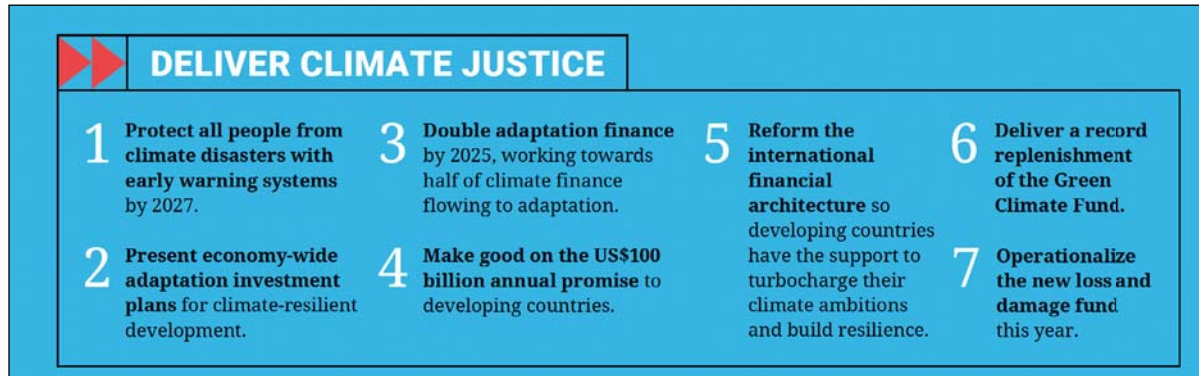 DELIVER CLIMATE JUSTICE
1
Protect all people from
climate disasters with
early warning systems
by 2027.
2
Present economy-wide
adaptation investment
plans for climate-resilient
development.
3
Double adaptation finance
by 2025, working towards
half of climate finance
flowing to adaptation.
4
Make good on the US$100
billion annual promise to
developing countries.
5
Reform the
international
financial
architecture so
developing countries
have the support to
turbocharge their
climate ambitions
and build resilience.
6
Deliver a record
replenishment
of the Green
Climate Fund.
7
Operationalize
the new loss and
damage fund
this year.